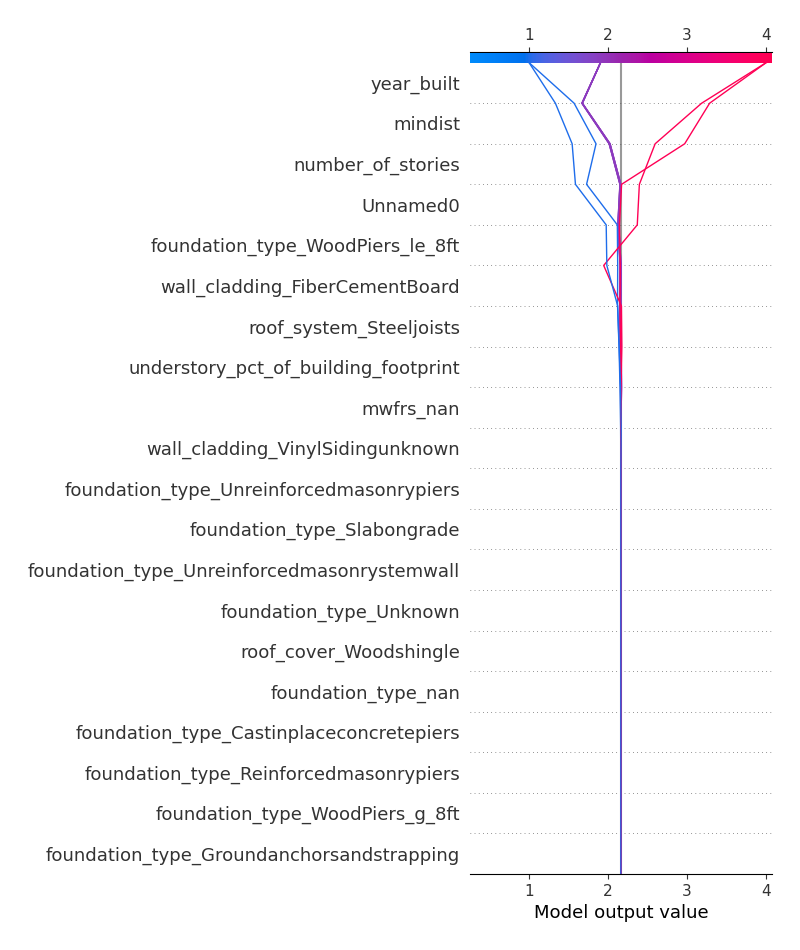 1 2 3 4
year_built
mindist
number_of_stories
Unnamed0
foundation_type_WoodPiers_le_8ft
wall_cladding_FiberCementBoard
roof_system_Steeljoists
understory_pct_of_building_footprint
mwfrs_nan
wall_cladding_VinylSidingunknown
foundation_type_Unreinforcedmasonrypiers
foundation_type_Slabongrade
foundation_type_Unreinforcedmasonrystemwall
foundation_type_Unknown
roof_cover_Woodshingle
foundation_type_nan
foundation_type_Castinplaceconcretepiers
foundation_type_Reinforcedmasonrypiers
foundation_type_WoodPiers_g_8ft
foundation_type_Groundanchorsandstrapping
1 2 3 4
Model output value